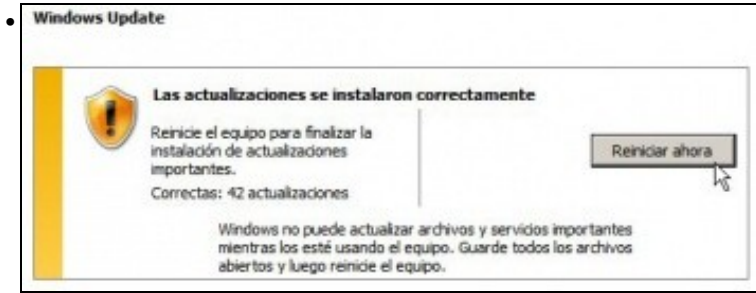 Windows Update
Las actualizaciones se instalaron correctamente
Reinicie el equipo para finalizar la
instalación de actualizaciones
importantes.
Correctas: 42 actualizaciones
Reiniciar ahora
Windows no puede actualizar archivos y servicios importantes
mientras los esté usando el equipo. Guarde todos los archivos
abiertos y luego reinicie el equipo.